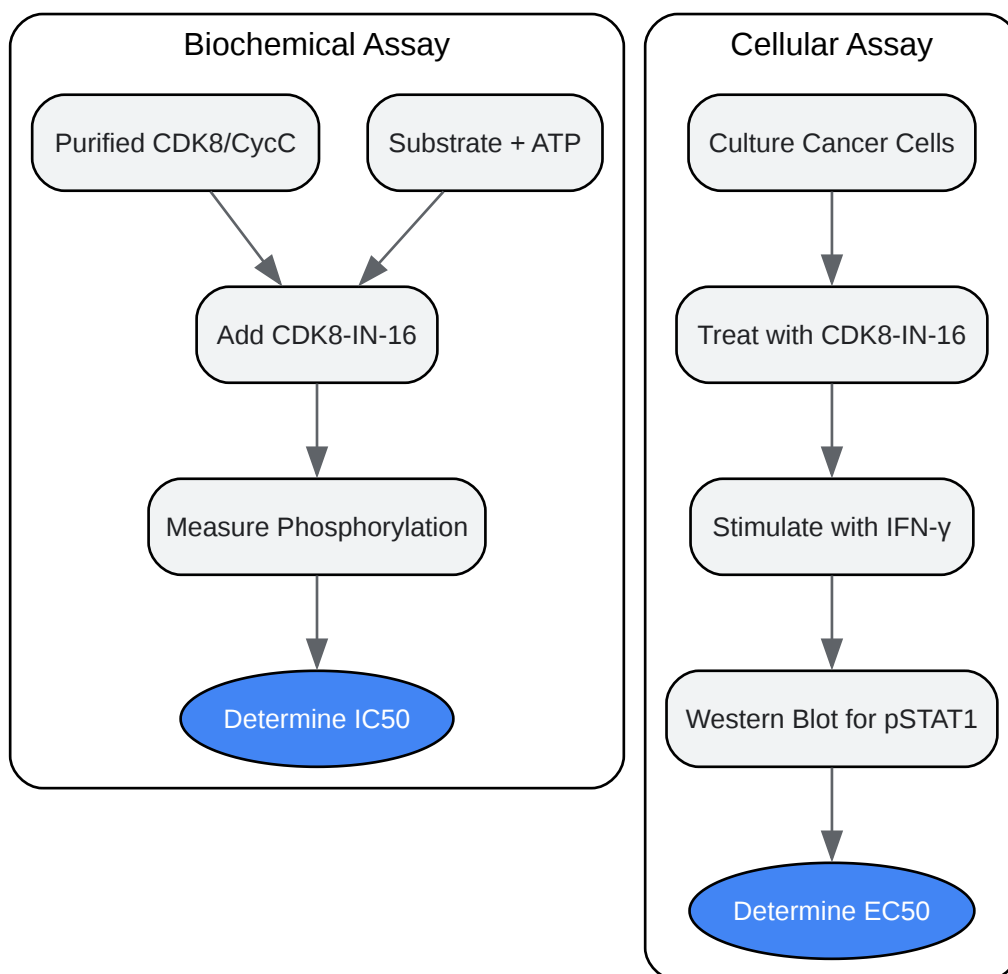 Biochemical Assay
Purified CDK8/CycC
Substrate + ATP
Add CDK8-IN-16
Measure Phosphorylation
Determine IC50
Cellular Assay
Culture Cancer Cells
Treat with CDK8-IN-16
Stimulate with IFN-γ
Western Blot for pSTAT1
Determine EC50